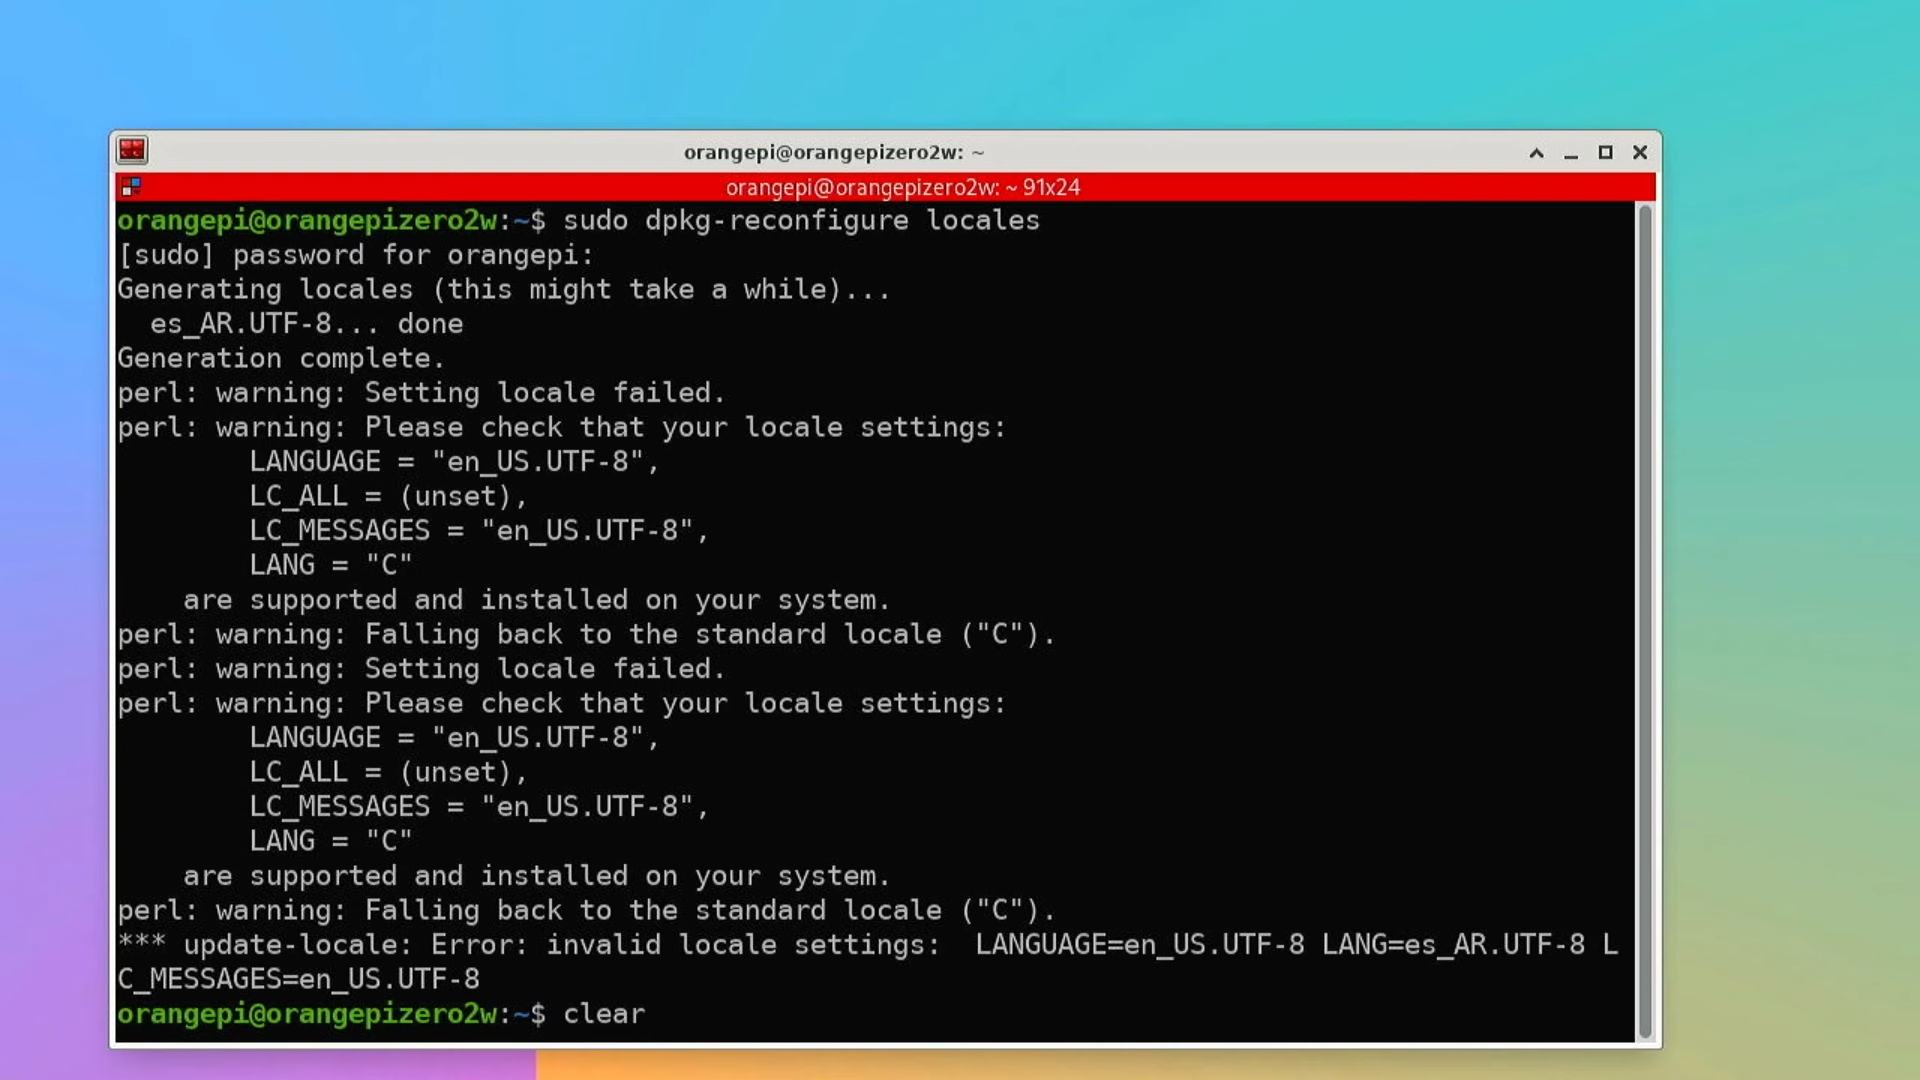 orangepi@orangepizero2w: ~
orangepi@orangepizero2w: ~ 91x24
orangepi@orangepizero2w:~$ sudo dpkg-reconfigure locales
[sudo] password for orangepi:
Generating locales (this might take a while)...
  es_AR.UTF-8... done
Generation complete.
perl: warning: Setting locale failed.
perl: warning: Please check that your locale settings:
        LANGUAGE = "en_US.UTF-8",
        LC_ALL = (unset),
        LC_MESSAGES = "en_US.UTF-8",
        LANG = "C"
    are supported and installed on your system.
perl: warning: Falling back to the standard locale ("C").
perl: warning: Setting locale failed.
perl: warning: Please check that your locale settings:
        LANGUAGE = "en_US.UTF-8",
        LC_ALL = (unset),
        LC_MESSAGES = "en_US.UTF-8",
        LANG = "C"
    are supported and installed on your system.
perl: warning: Falling back to the standard locale ("C").
*** update-locale: Error: invalid locale settings:  LANGUAGE=en_US.UTF-8 LANG=es_AR.UTF-8 L
C_MESSAGES=en_US.UTF-8
orangepi@orangepizero2w:~$ clear